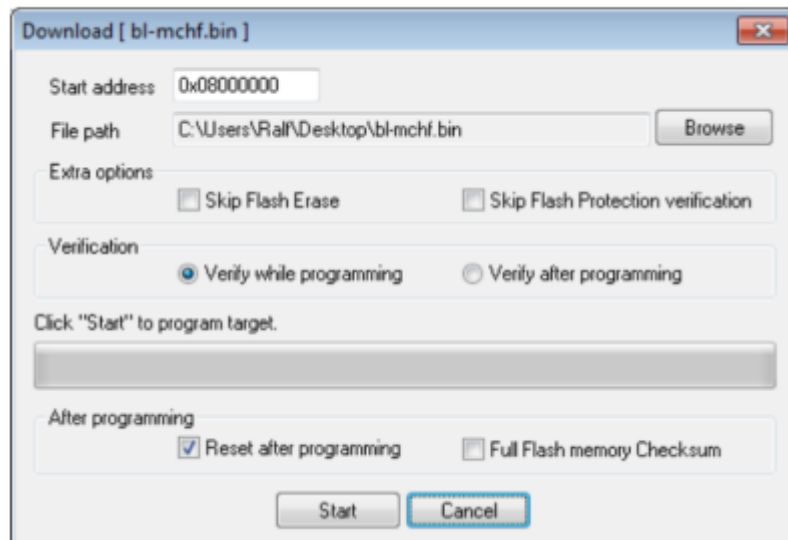 Download [ bl-mchf.bin ]
Start address 0x08000000
File path C:\Users\Ralf\Desktop\bl-mchf.bin Browse
Extra options
Skip Flash Erase Skip Flash Protection verification
Verification
Verify while programming Verify after programming
Click "Start" to program target.
After programming
Reset after programming Full Flash memory Checksum
Start Cancel